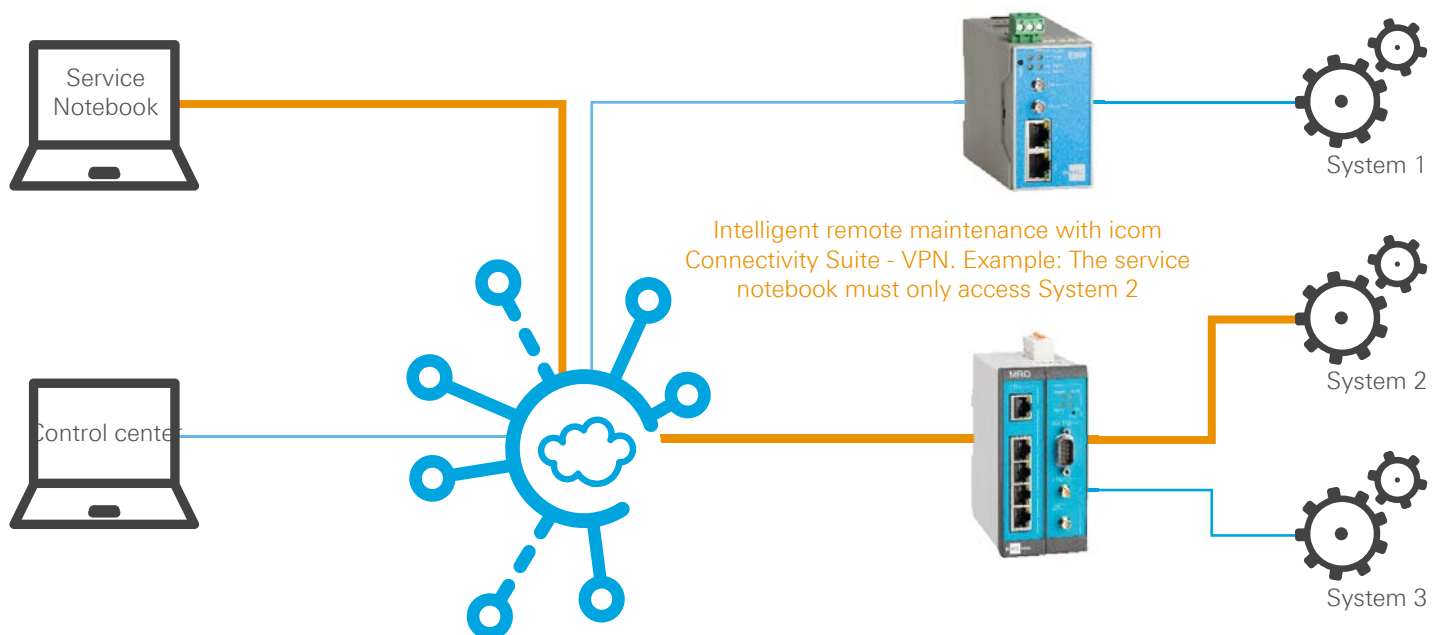 Service
Notebook
System 1
Intelligent remote maintenance with icom
Connectivity Suite - VPN. Example: The service
notebook must only access System 2
MRO
System 2
Control center
System 3